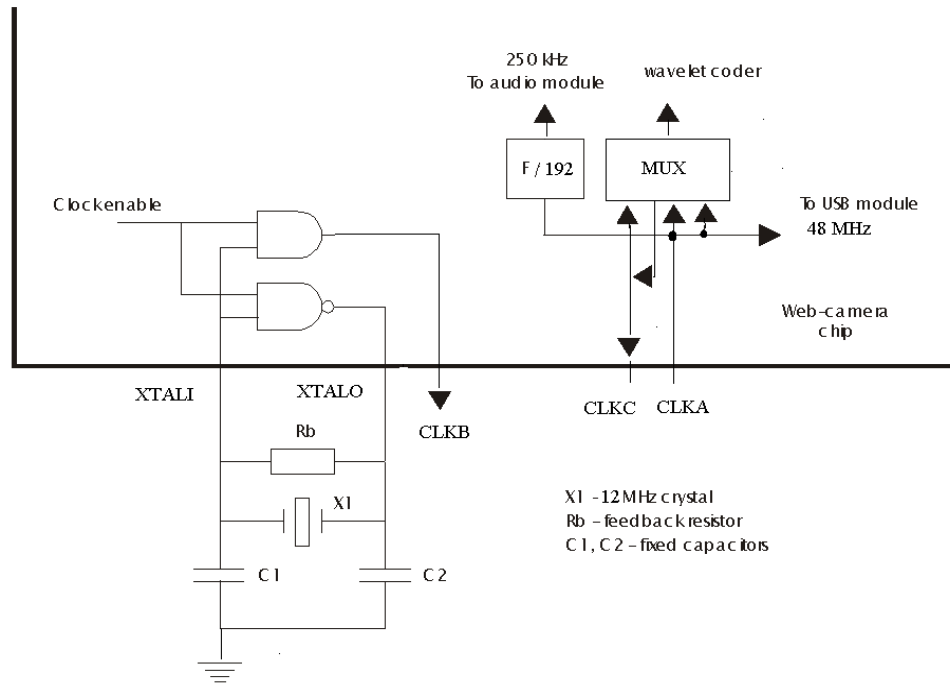 250 kHz
To audio module
wavelet coder
F / 192
MUX
Clockenable
To USB module
48 MHz
Web-camera
chip
XTALI
XTALO
CLKB
CLKC
CLKA
Rb
X1
C1
C2
X1 - 12 MHz crystal
Rb – feedback resistor
C1, C2 – fixed capacitors